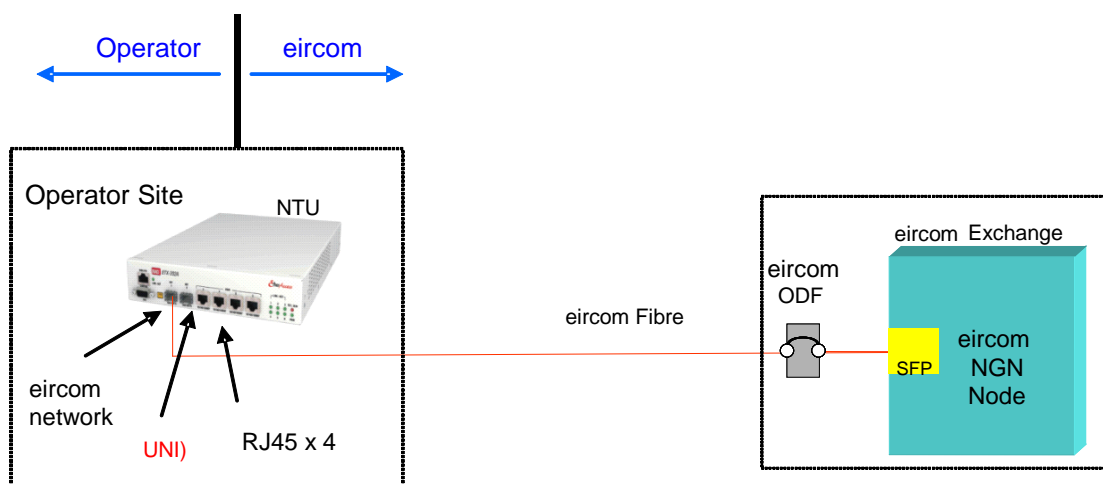 Operator
eircom
Operator Site
NTU
eircom Exchange
eircom
ODF
eircom Fibre
SFP
eircom
NGN
Node
eircom
network
UNI)
RJ45 x 4